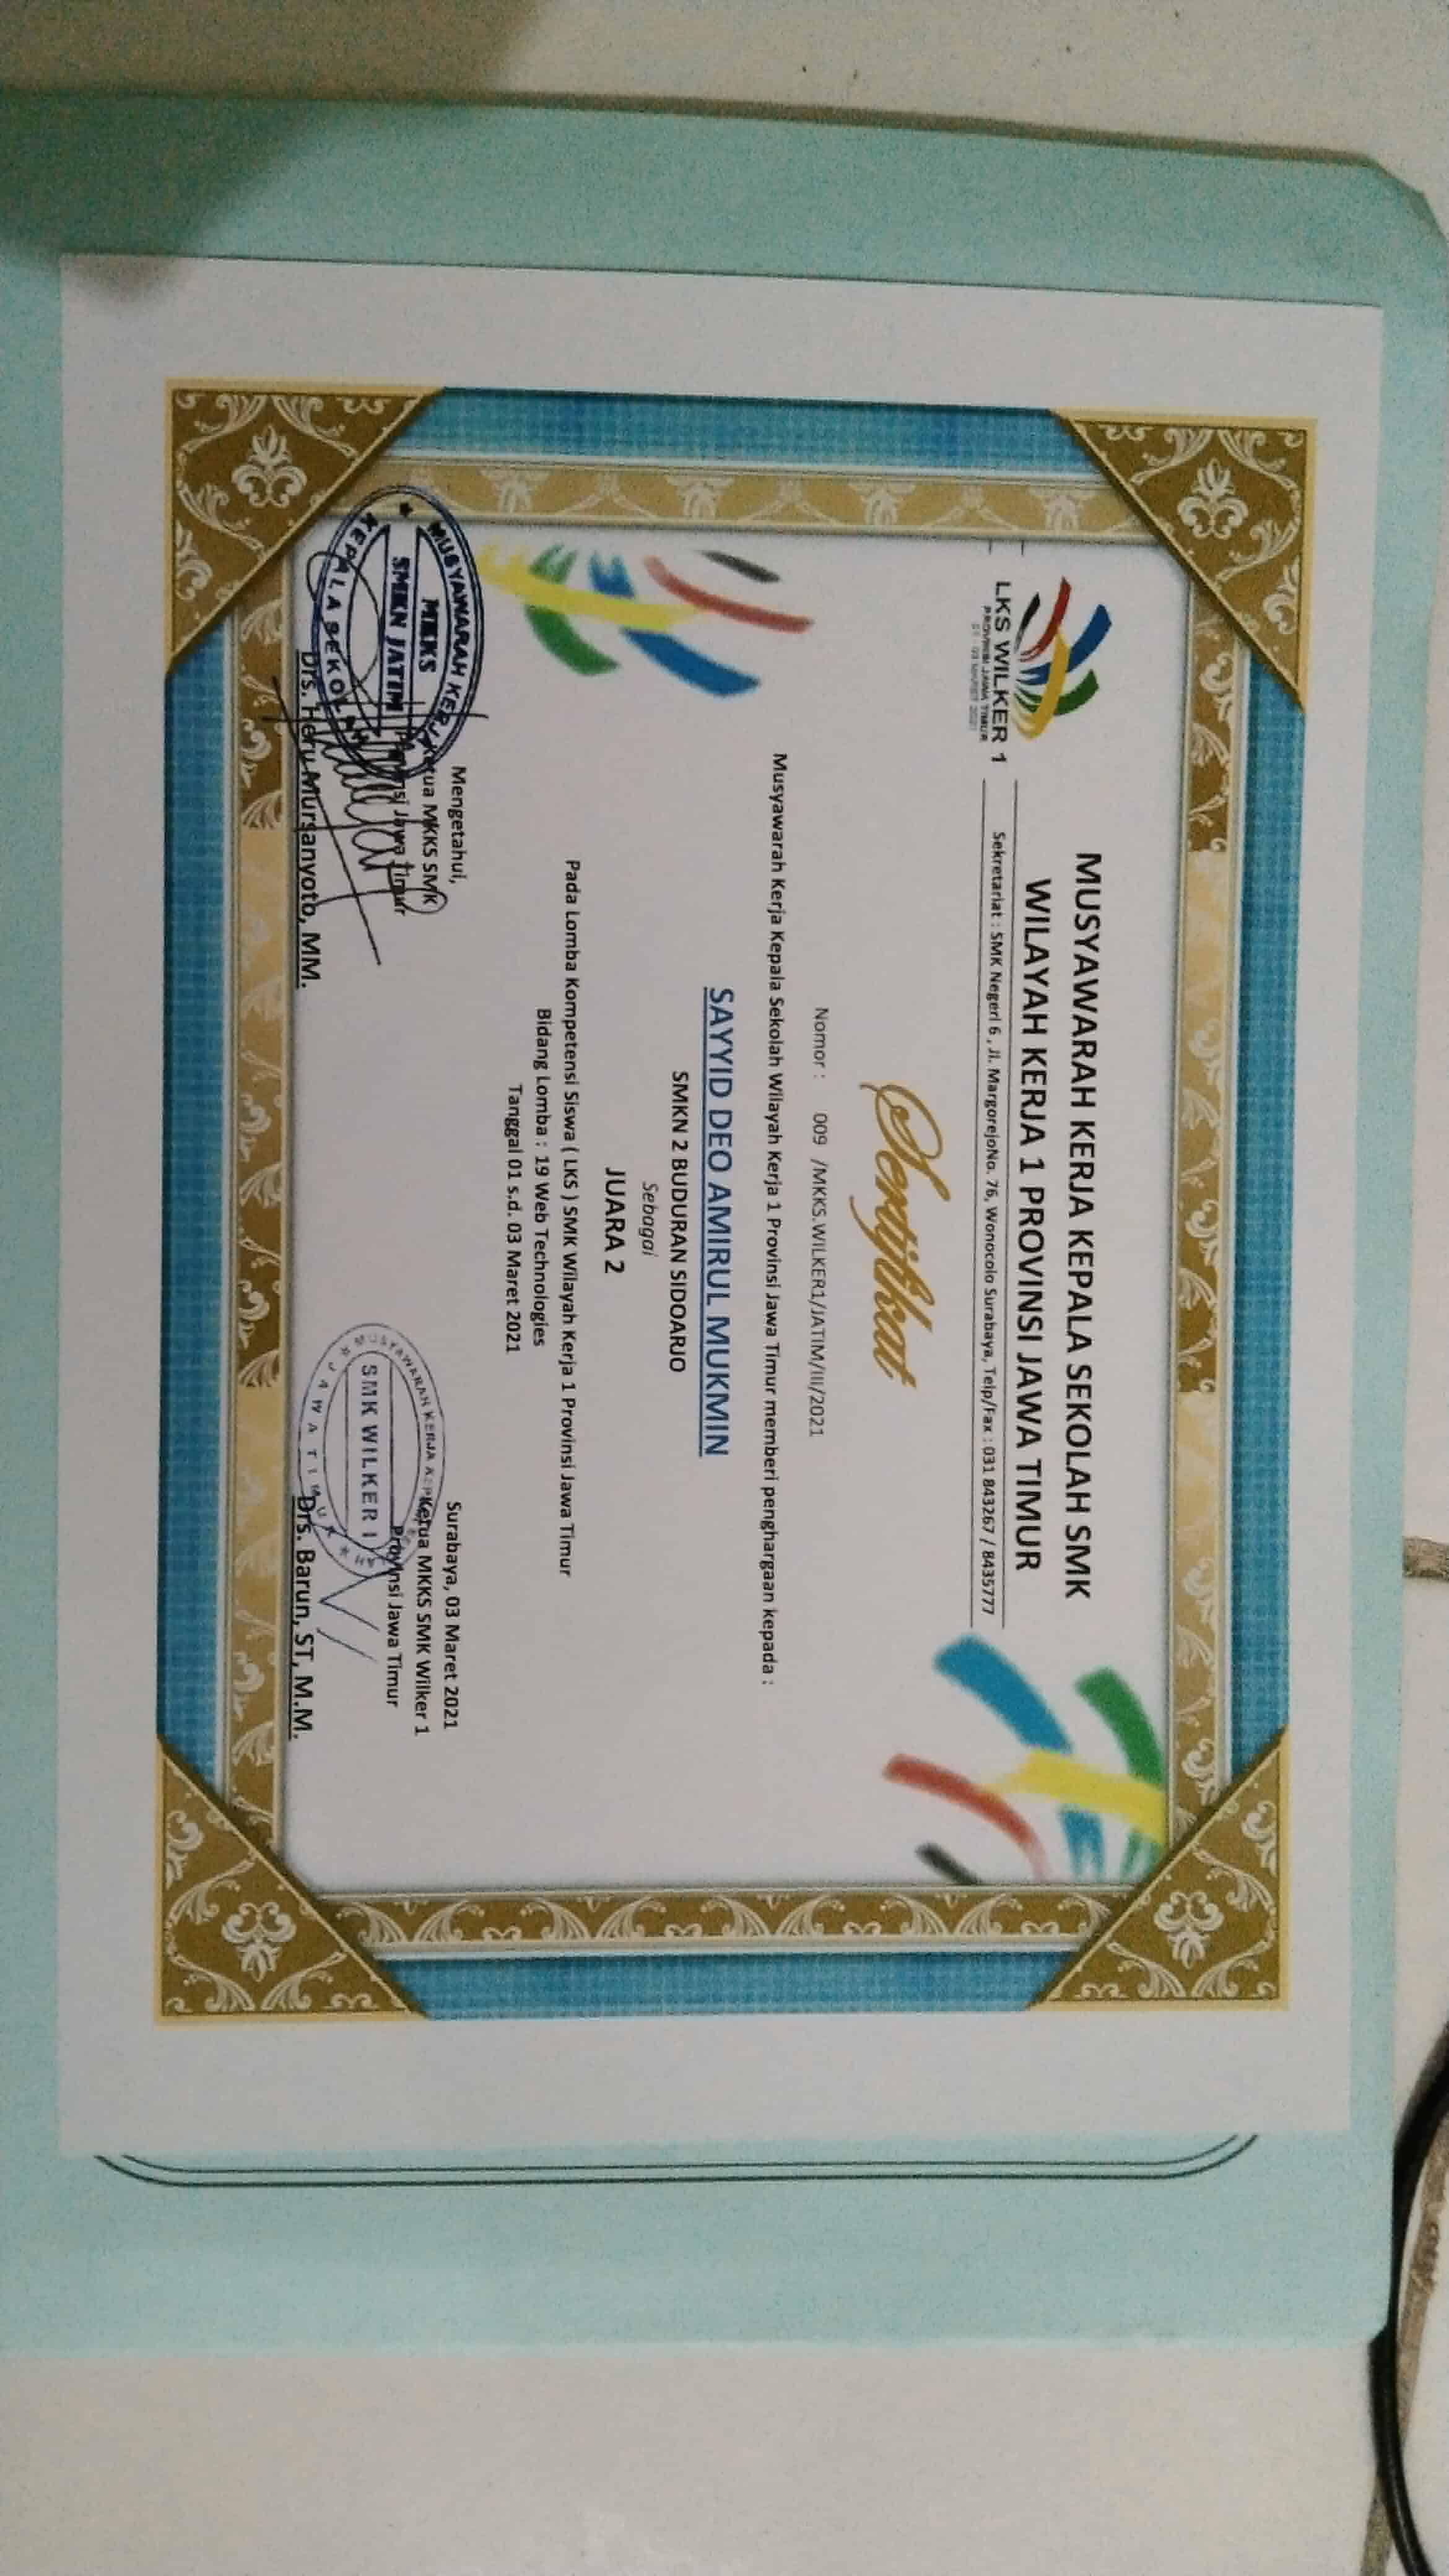 LKS WILKER 1
PROVINSI JAWA TIMUR
01 - 03 MARET 2021
MUSYAWARAH KERJA KEPALA SEKOLAH SMK
WILAYAH KERJA 1 PROVINSI JAWA TIMUR
Sekretariat : SMK Negeri 6 , Jl. MargorejoNo. 76, Wonocolo Surabaya, Telp/Fax : 031 843267 / 8435777
Sertifikat
Nomor : 009 /MKKS.WILKER1/JATIM/III/2021
Musyawarah Kerja Kepala Sekolah Wilayah Kerja 1 Provinsi Jawa Timur memberi penghargaan kepada :
SAYYID DEO AMIRUL MUKMIN
SMKN 2 BUDURAN SIDOARJO
Sebagai
JUARA 2
Pada Lomba Kompetensi Siswa ( LKS ) SMK Wilayah Kerja 1 Provinsi Jawa Timur
Bidang Lomba : 19 Web Technologies
Tanggal 01 s.d. 03 Maret 2021
Mengetahui,
Ketua MKKS SMK
Provinsi Jawa Timur
MUSYAWARAH KERJA
MKKS
SMKN JATIM
KEPALA SEKOLAH
Drs. Heru Mursanyoto, MM.
Surabaya, 03 Maret 2021
Ketua MKKS SMK Wilker 1
Provinsi Jawa Timur
MUSYAWARAH KERJA
SMK WILKER I
JAWA TIMUR
Drs. Barun, ST, M.M.